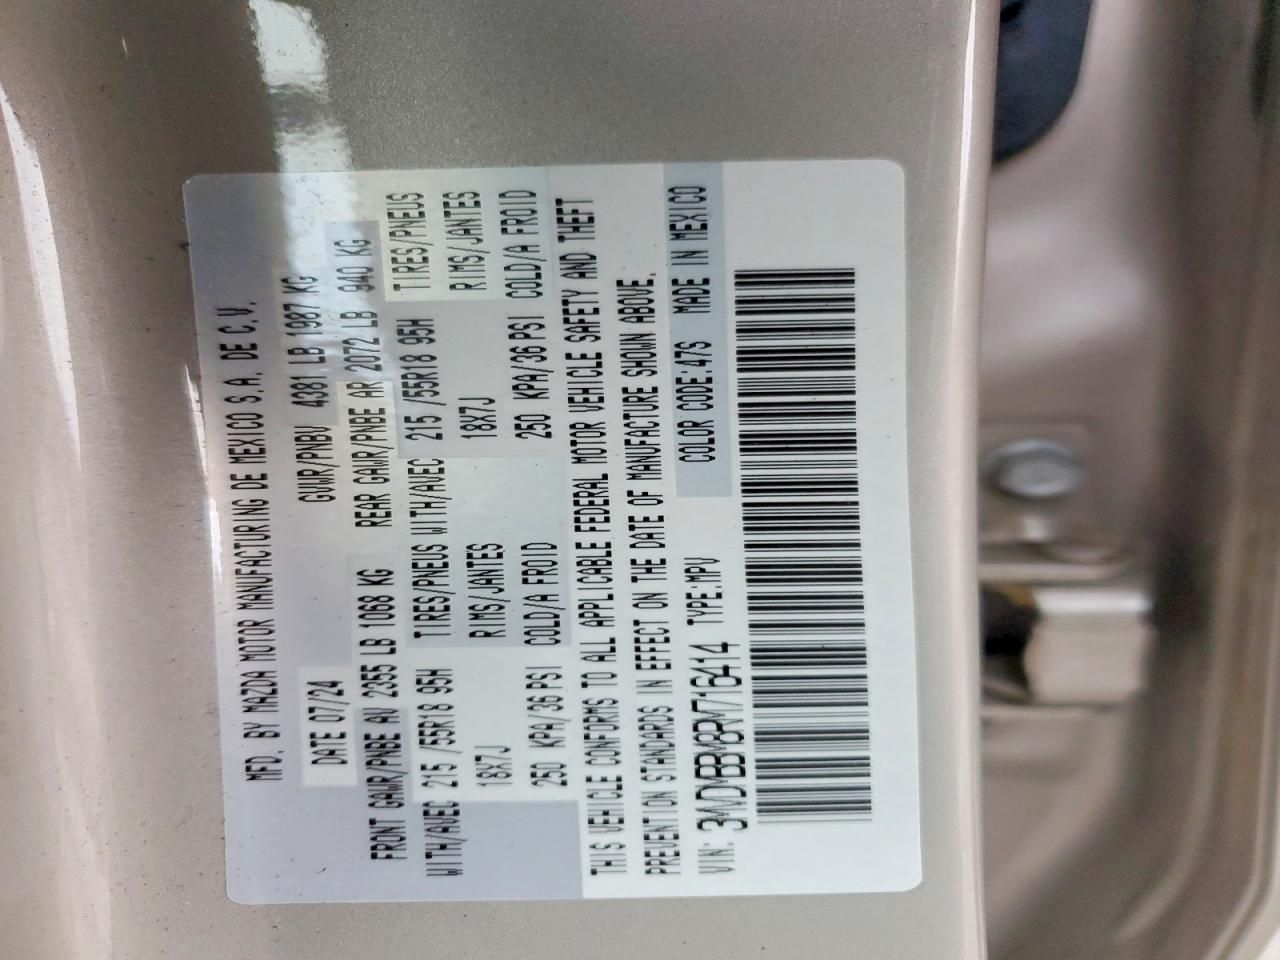 MFD. BY MAZDA MOTOR MANUFACTURING DE MEXICO S.A. DE C.V.
DATE 07/24 GVWR/PNBV 4381 LB 1987 KG
FRONT GAWR/PNBE AV 2355 LB 1068 KG REAR GAWR/PNBE AR 2072 LB 940 KG
WITH/AVEC 215 /55R18 95H TIRES/PNEUS WITH/AVEC 215 /55R18 95H TIRES/PNEUS
18X7J RIMS/JANTES 18X7J RIMS/JANTES
250 KPA/36 PSI COLD/A FROID 250 KPA/36 PSI COLD/A FROID
THIS VEHICLE CONFORMS TO ALL APPLICABLE FEDERAL MOTOR VEHICLE SAFETY AND THEFT
PREVENTION STANDARDS IN EFFECT ON THE DATE OF MANUFACTURE SHOWN ABOVE.
VIN: 3MVDMBBM8RM716414 TYPE:MPV COLOR CODE:47S MADE IN MEXICO